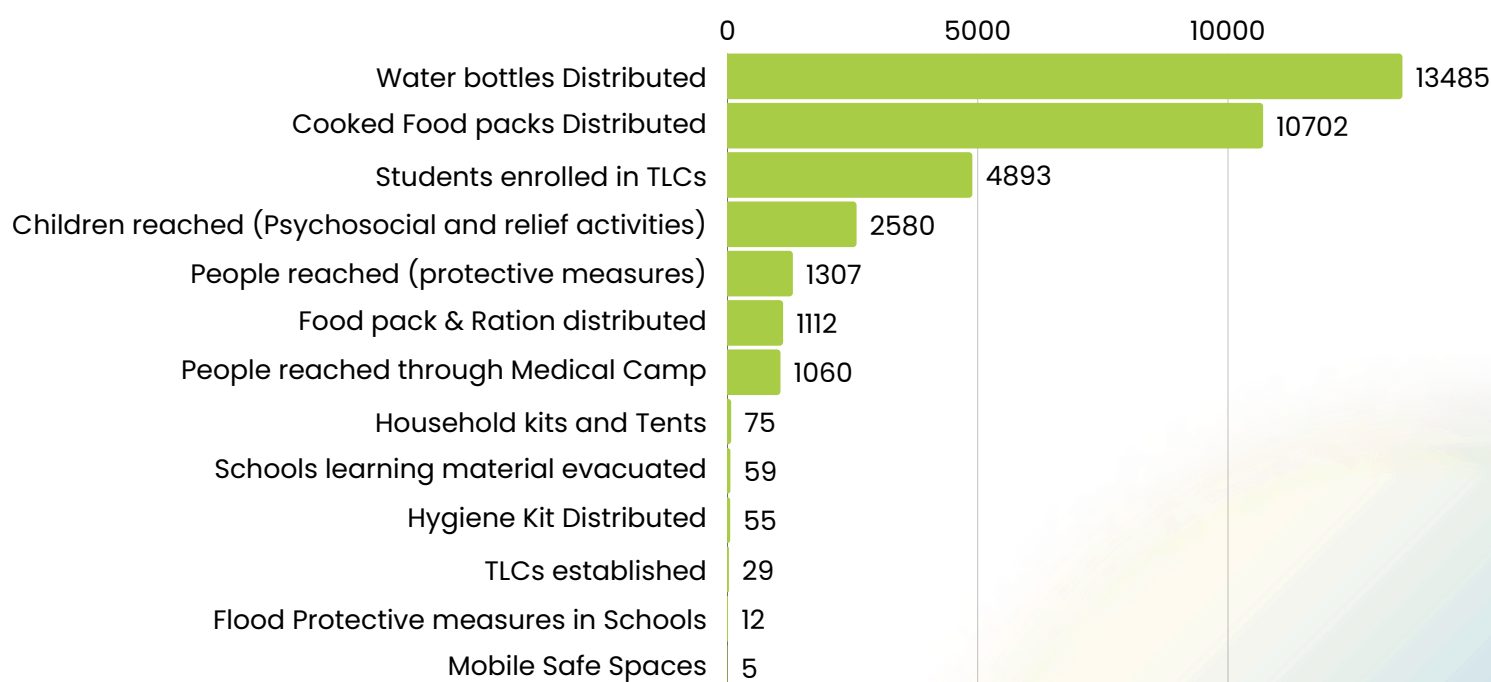 0 5000 10000
Water bottles Distributed 13485
Cooked Food packs Distributed 10702
Students enrolled in TLCs 4893
Children reached (Psychosocial and relief activities) 2580
People reached (protective measures) 1307
Food pack & Ration distributed 1112
People reached through Medical Camp 1060
Household kits and Tents 75
Schools learning material evacuated 59
Hygiene Kit Distributed 55
TLCs established 29
Flood Protective measures in Schools 12
Mobile Safe Spaces 5